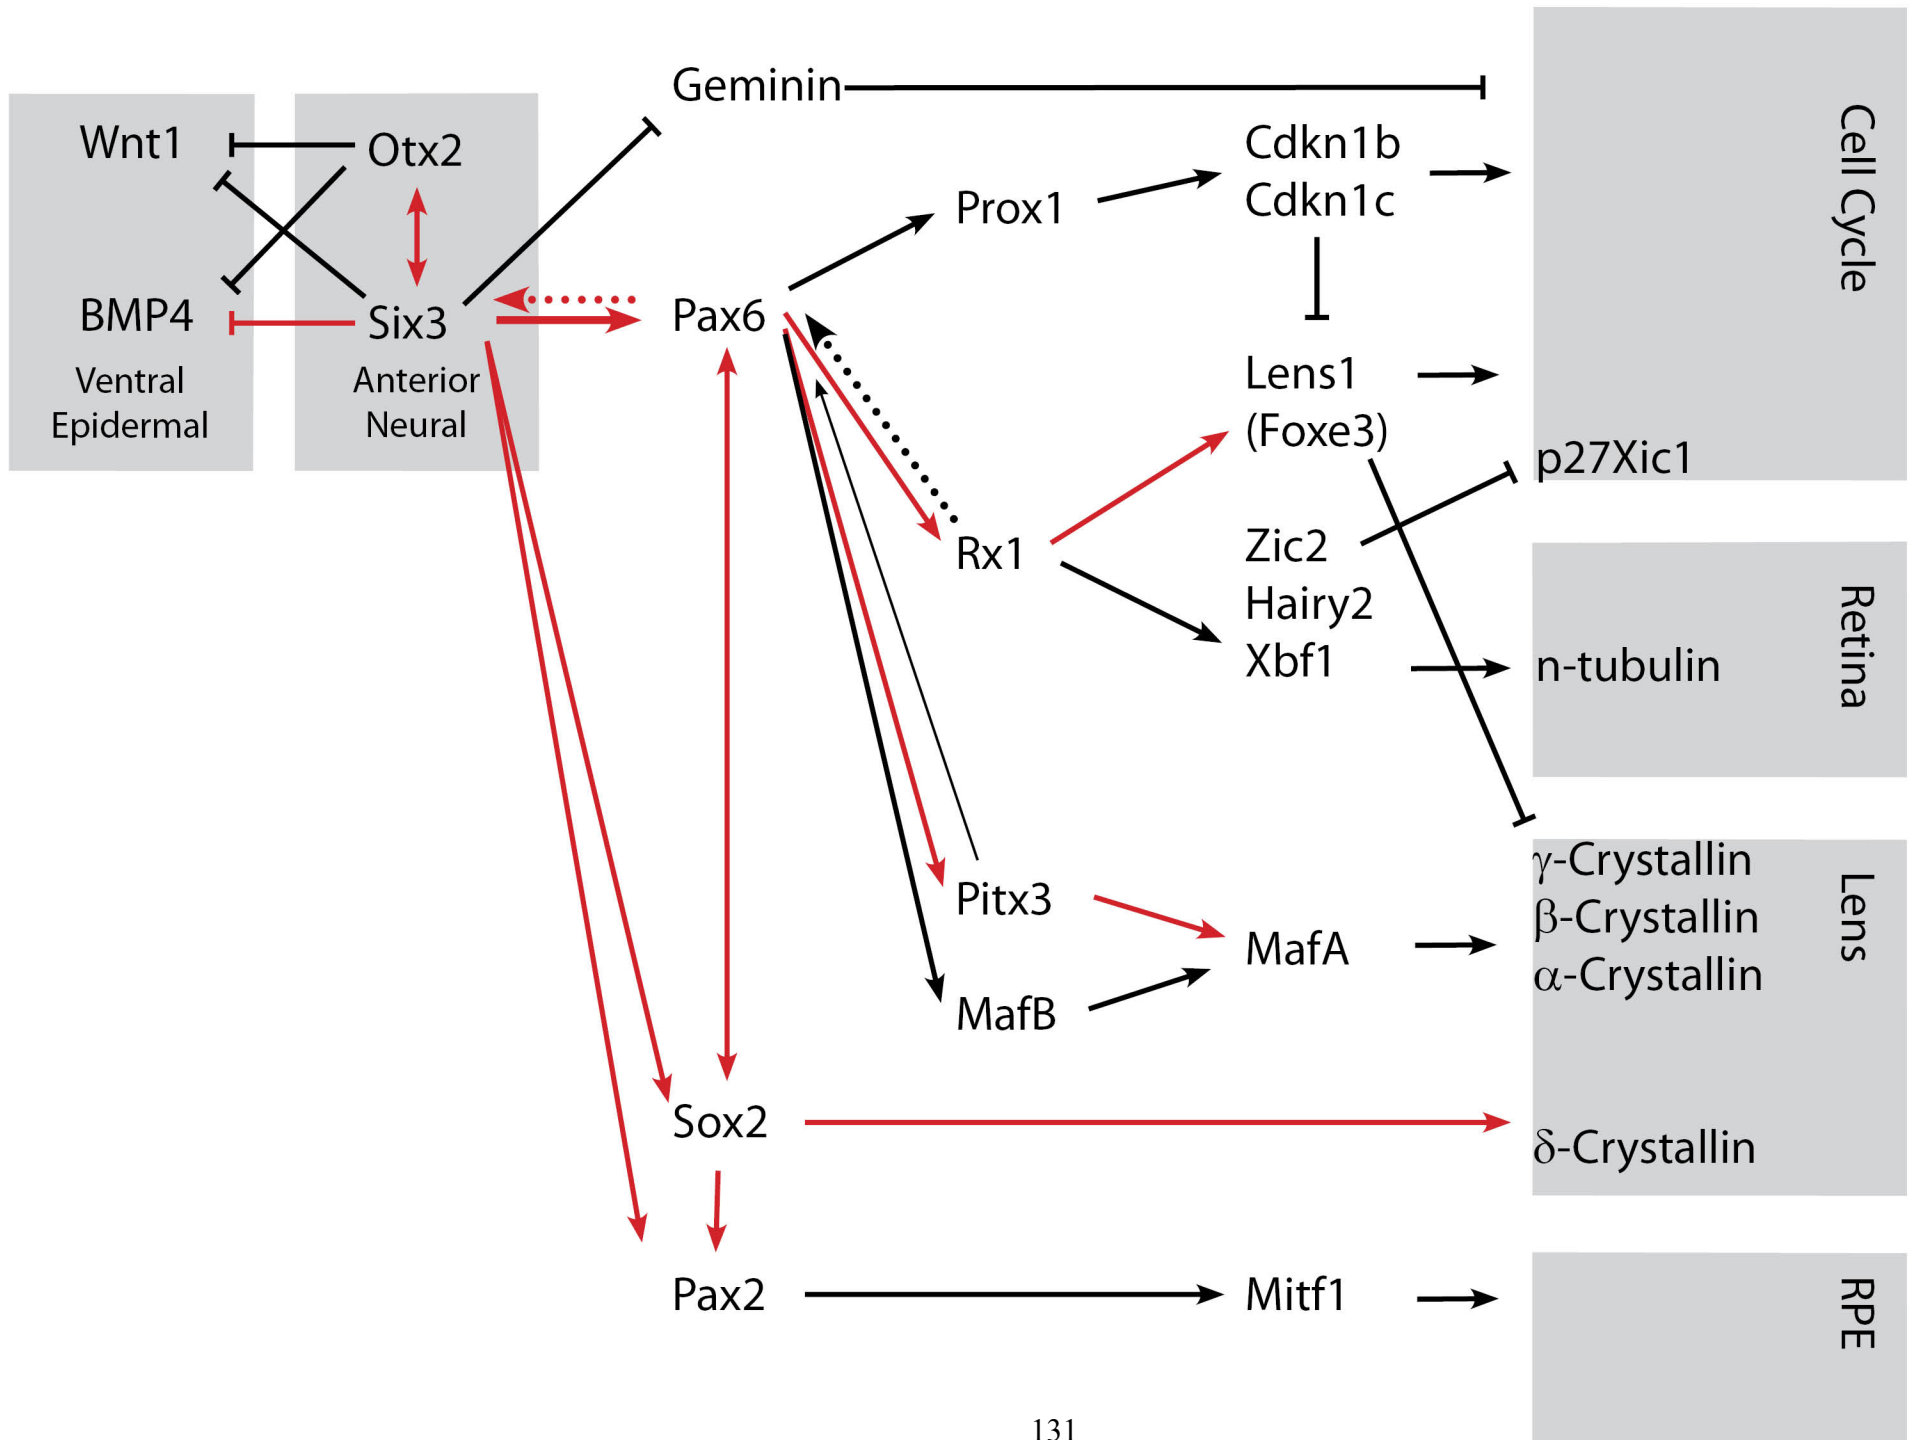 Wnt1
BMP4
Ventral
Epidermal
Otx2
Six3
Anterior
Neural
Geminin
Pax6
Sox2
Pax2
Prox1
Rx1
Pitx3
MafB
Cdkn1b
Cdkn1c
Lens1
(Foxe3)
Zic2
Hairy2
Xbf1
MafA
Mitf1
Cell Cycle
p27Xic1
Retina
n-tubulin
Lens
γ-Crystallin
β-Crystallin
α-Crystallin
δ-Crystallin
RPE
131